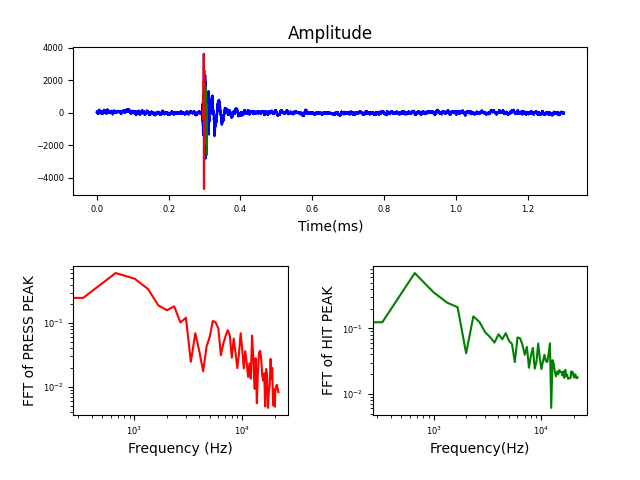 Amplitude
4000
2000
0
−2000
−4000
0.0 0.2 0.4 0.6 0.8 1.0 1.2
Time(ms)
FFT of PRESS PEAK
10⁻¹
10⁻²
10³ 10⁴
Frequency (Hz)
FFT of HIT PEAK
10⁻¹
10⁻²
10³ 10⁴
Frequency(Hz)